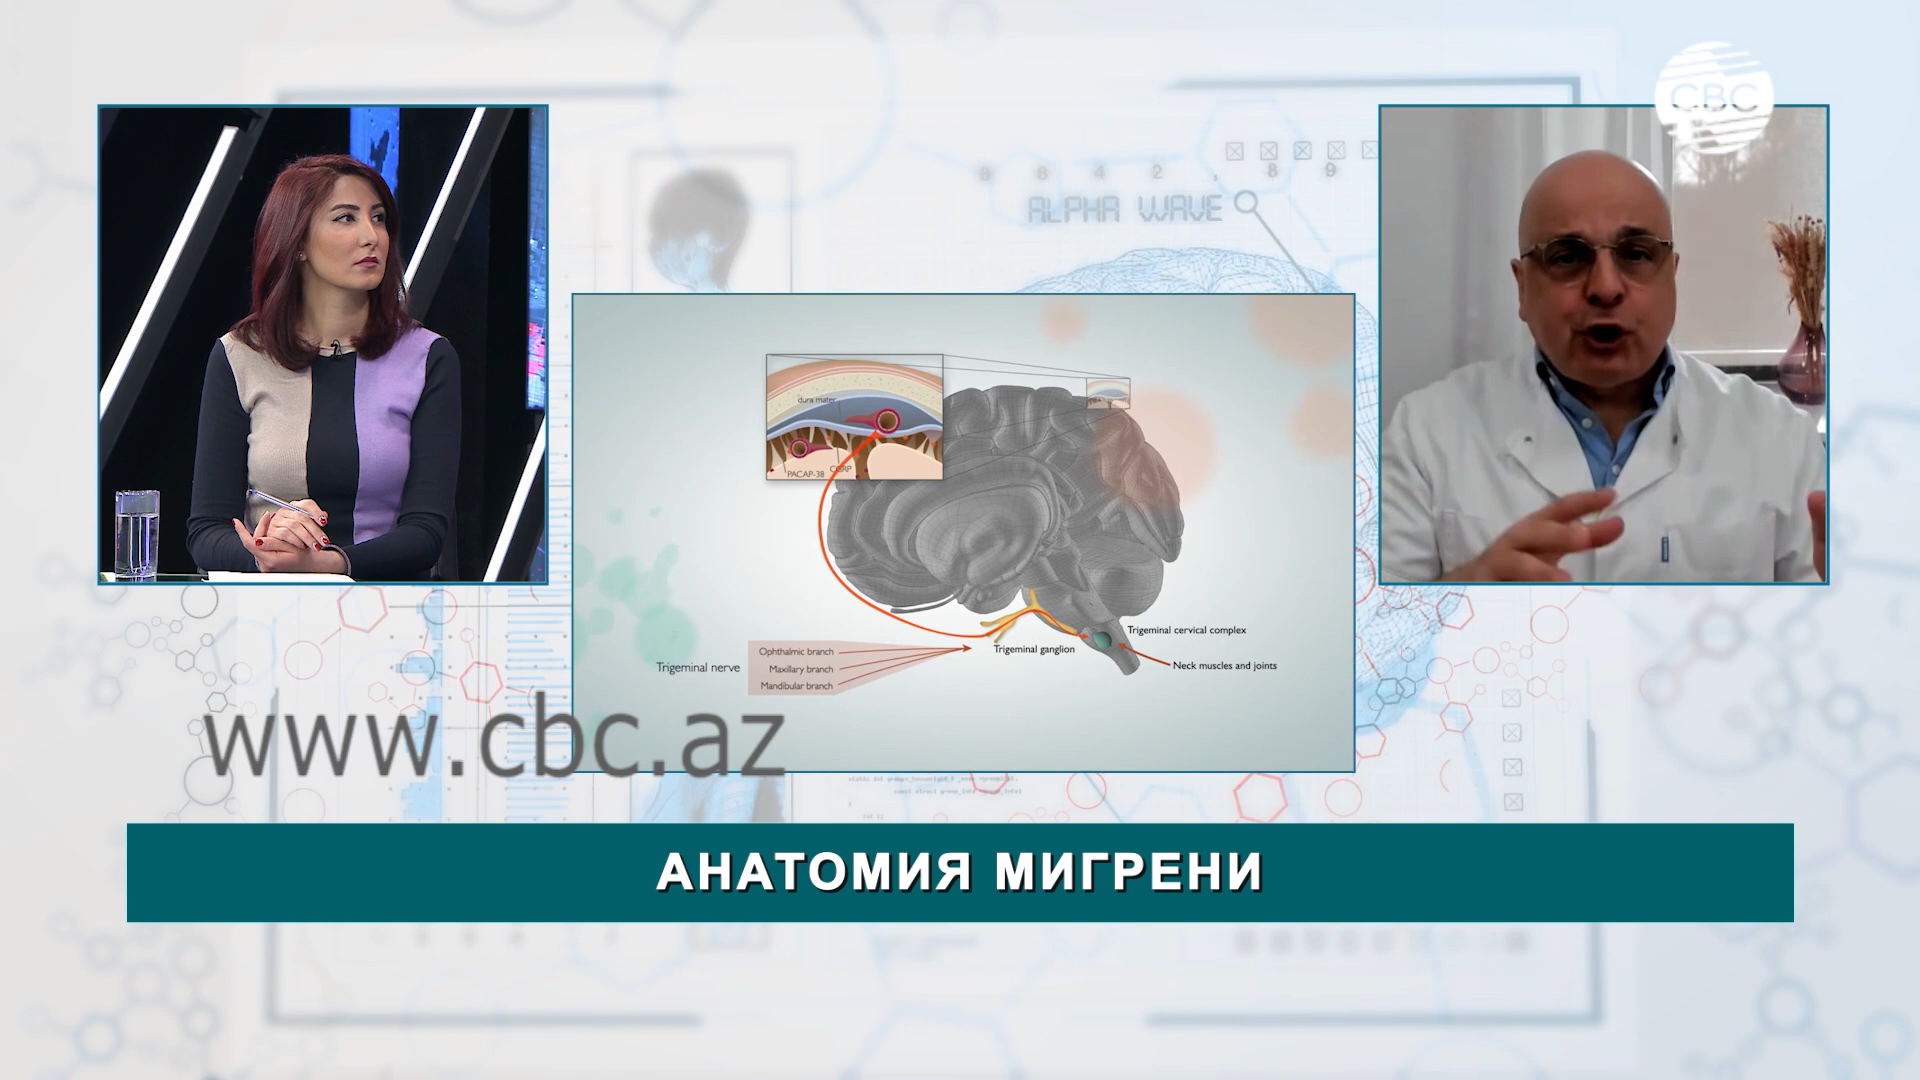 CBC
8 8 4 2 , 8 9
ALPHA WAVE
dura mater
PACAP-38
CGRP
Trigeminal cervical complex
Trigeminal ganglion
Neck muscles and joints
Trigeminal nerve
Ophthalmic branch
Maxillary branch
Mandibular branch
www.cbc.az
АНАТОМИЯ МИГРЕНИ